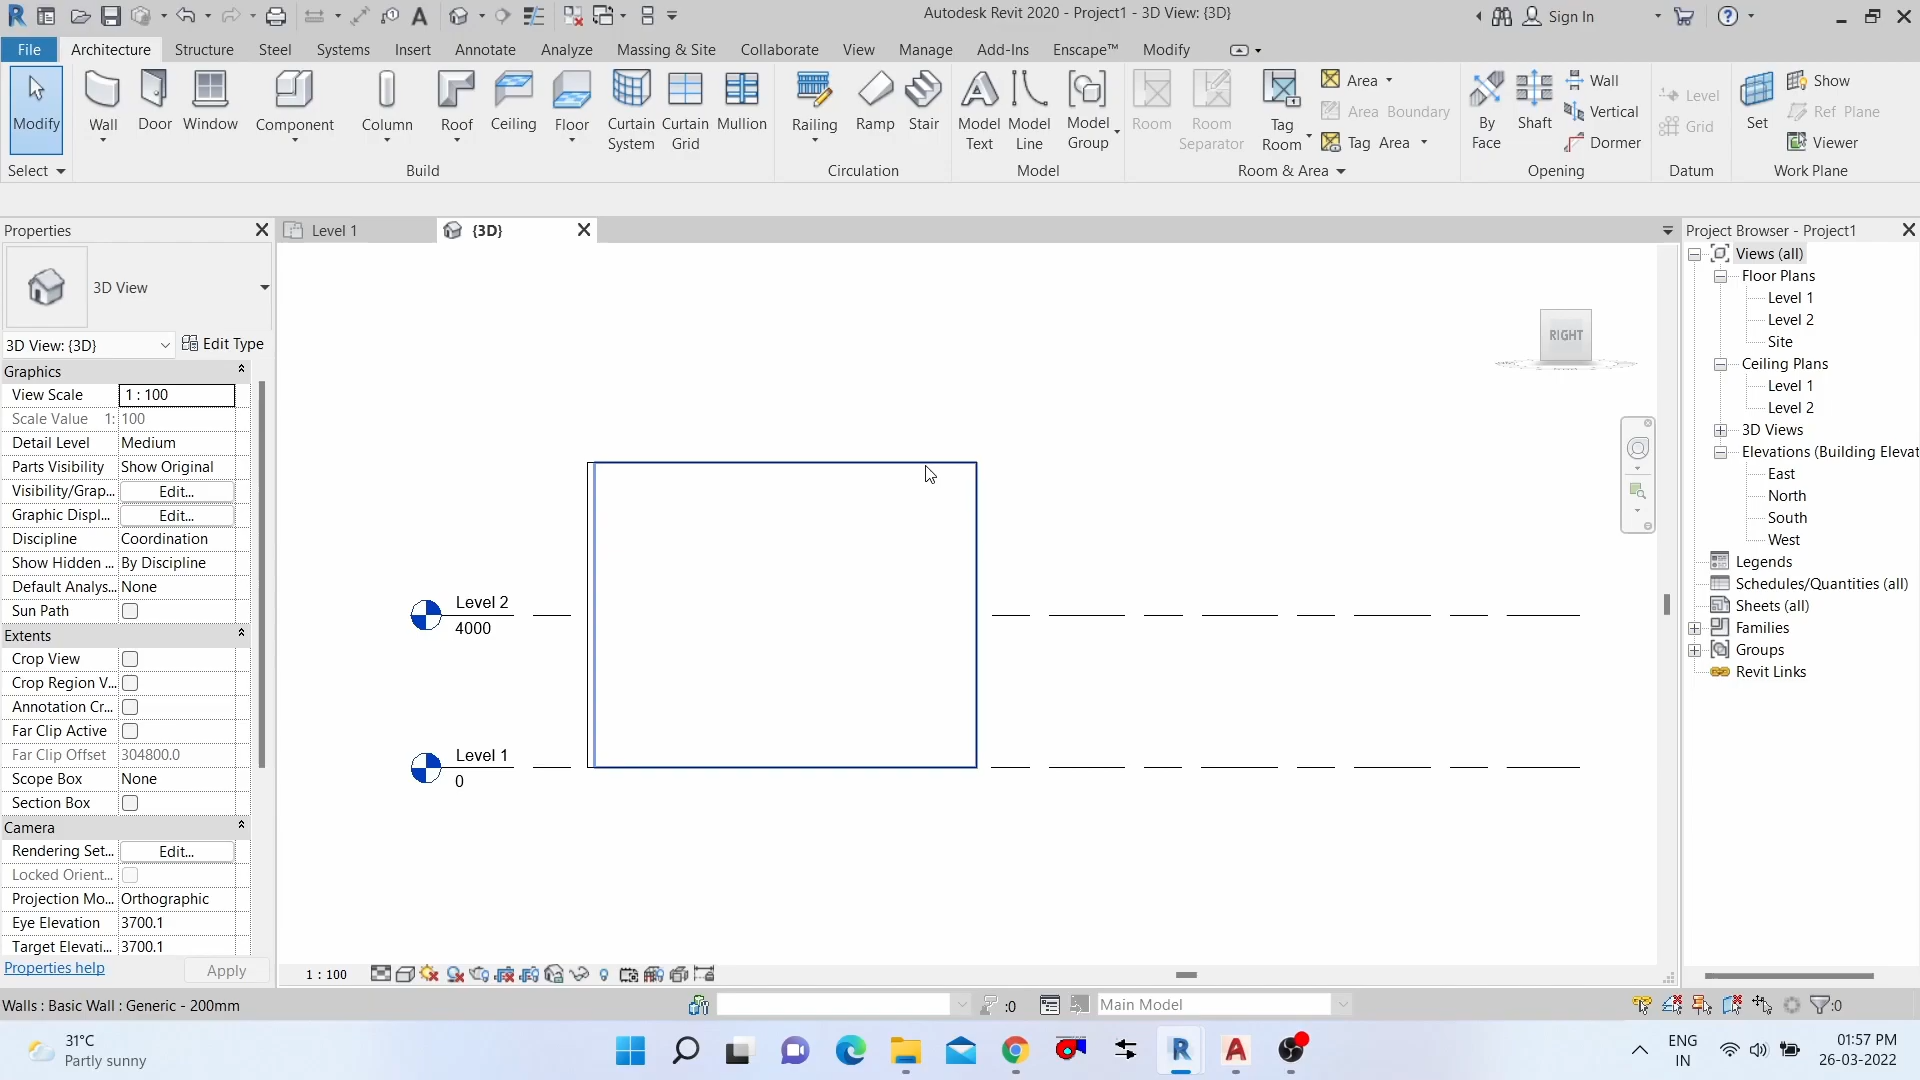 Autodesk Revit 2020 - Project1 - 3D View: {3D}
Sign In
File Architecture Structure Steel Systems Insert Annotate Analyze Massing & Site Collaborate View Manage Add-Ins Enscape™ Modify
Modify
Wall
Door
Window
Component
Column
Roof
Ceiling
Floor
Curtain System
Curtain Grid
Mullion
Railing
Ramp
Stair
Model Text
Model Line
Model Group
Room
Room Separator
Tag Room
Area
Area Boundary
Tag Area
By Face
Shaft
Wall
Vertical
Dormer
Level
Grid
Set
Show
Ref Plane
Viewer
Select
Build
Circulation
Model
Room & Area
Opening
Datum
Work Plane
Properties
3D View
3D View: {3D}
Edit Type
Graphics
View Scale 1 : 100
Scale Value 1: 100
Detail Level Medium
Parts Visibility Show Original
Visibility/Grap... Edit...
Graphic Displ... Edit...
Discipline Coordination
Show Hidden ... By Discipline
Default Analys... None
Sun Path
Extents
Crop View
Crop Region V...
Annotation Cr...
Far Clip Active
Far Clip Offset 304800.0
Scope Box None
Section Box
Camera
Rendering Set... Edit...
Locked Orient...
Projection Mo... Orthographic
Eye Elevation 3700.1
Target Elevati... 3700.1
Properties help
Apply
Level 1
{3D}
RIGHT
Level 2
4000
Level 1
0
1 : 100
Project Browser - Project1
Views (all)
Floor Plans
Level 1
Level 2
Site
Ceiling Plans
Level 1
Level 2
3D Views
Elevations (Building Elevat
East
North
South
West
Legends
Schedules/Quantities (all)
Sheets (all)
Families
Groups
Revit Links
Walls : Basic Wall : Generic - 200mm
:0
Main Model
:0
31°C
Partly sunny
ENG
IN
01:57 PM
26-03-2022